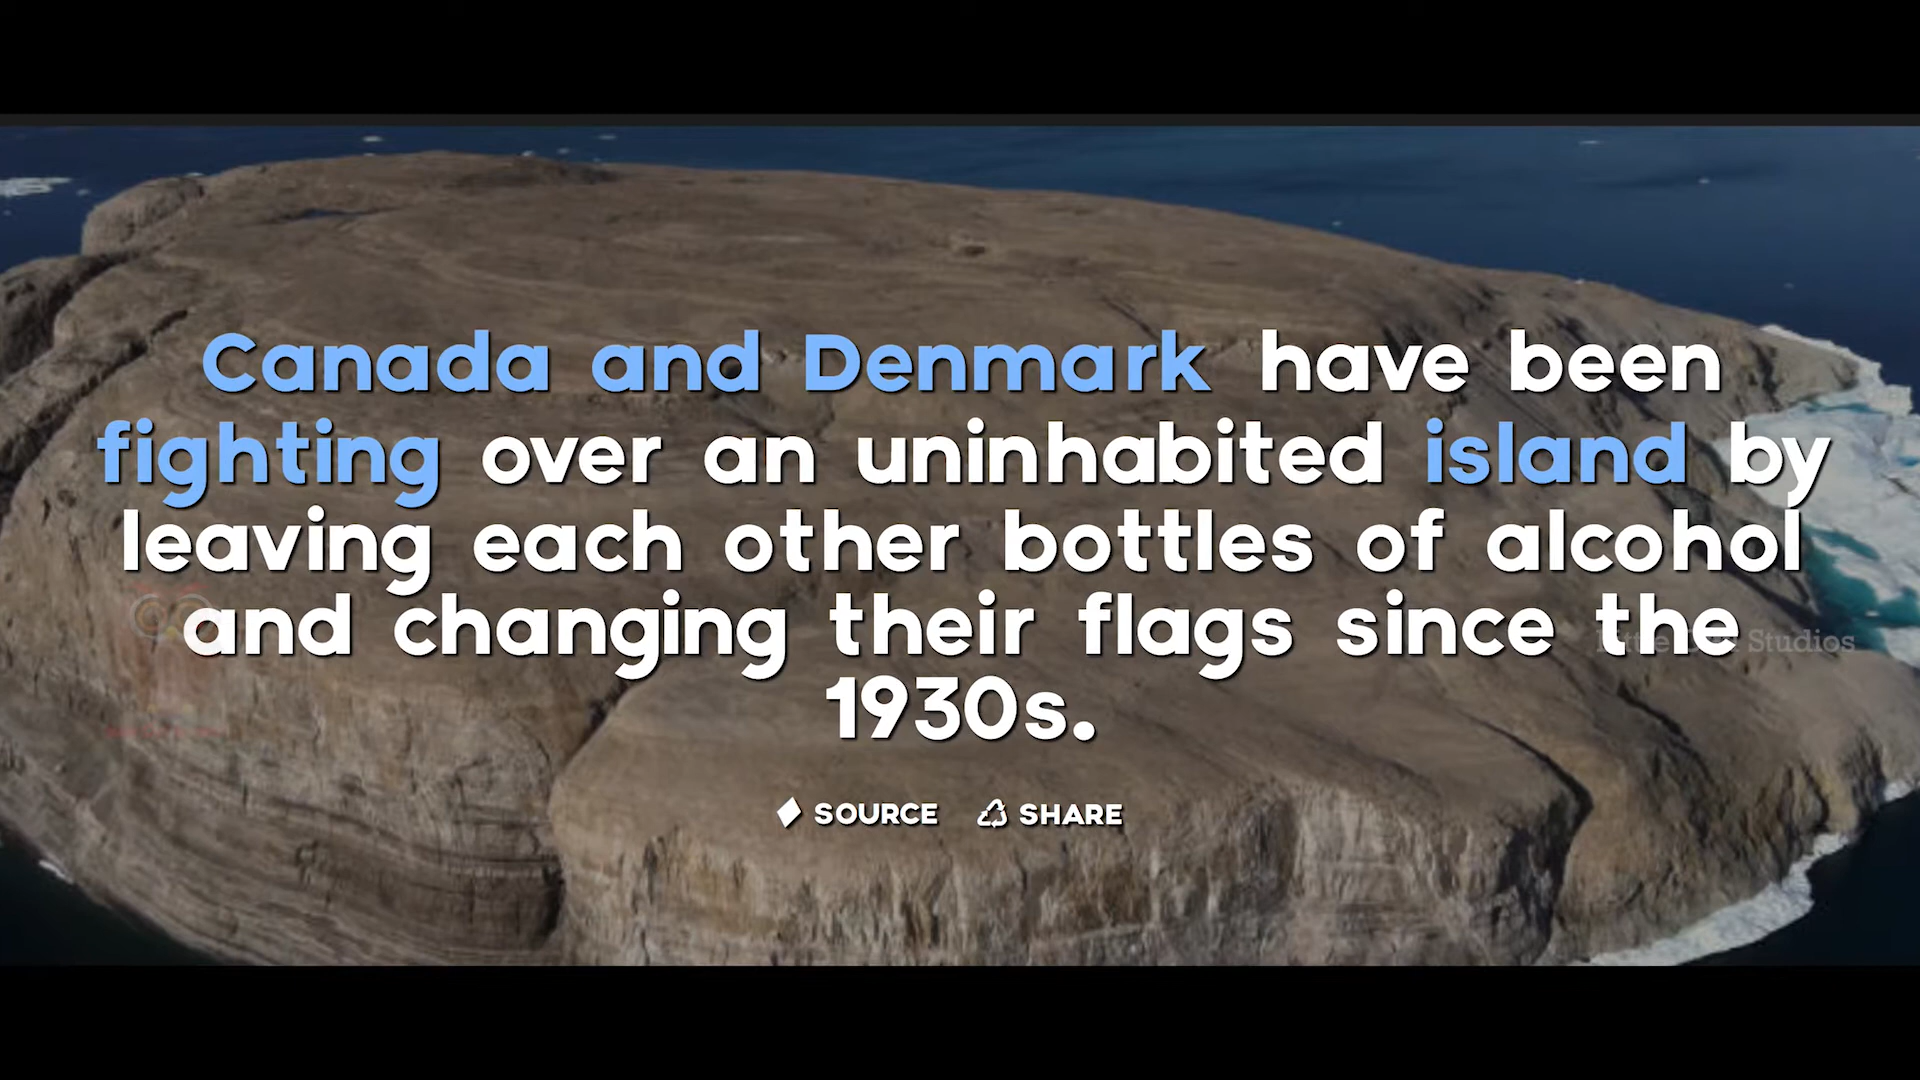 Canada and Denmark have been
fighting over an uninhabited island by
leaving each other bottles of alcohol
and changing their flags since the
1930s.
SOURCE SHARE
Studios